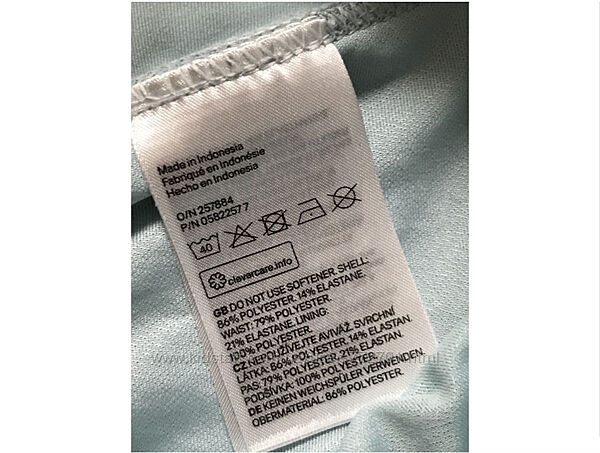 Made in Indonesia
Fabriqué en Indonésie
Hecho en Indonesia
O/N 257884
P/N 0582257 7
40
clevercare.info
GB DO NOT USE SOFTENER. SHELL:
86% POLYESTER. 14% ELASTANE.
WAIST: 79% POLYESTER.
21% ELASTANE. LINING:
100% POLYESTER.
CZ NEPOUŽÍVEJTE AVIVÁŽ. SVRCHNÍ
LÁTKA: 86% POLYESTER. 14% ELASTAN.
PAS: 79% POLYESTER. 21% ELASTAN.
PODŠÍVKA: 100% POLYESTER.
DE KEINEN WEICHSPÜLER VERWENDEN.
OBERMATERIAL: 86% POLYESTER.